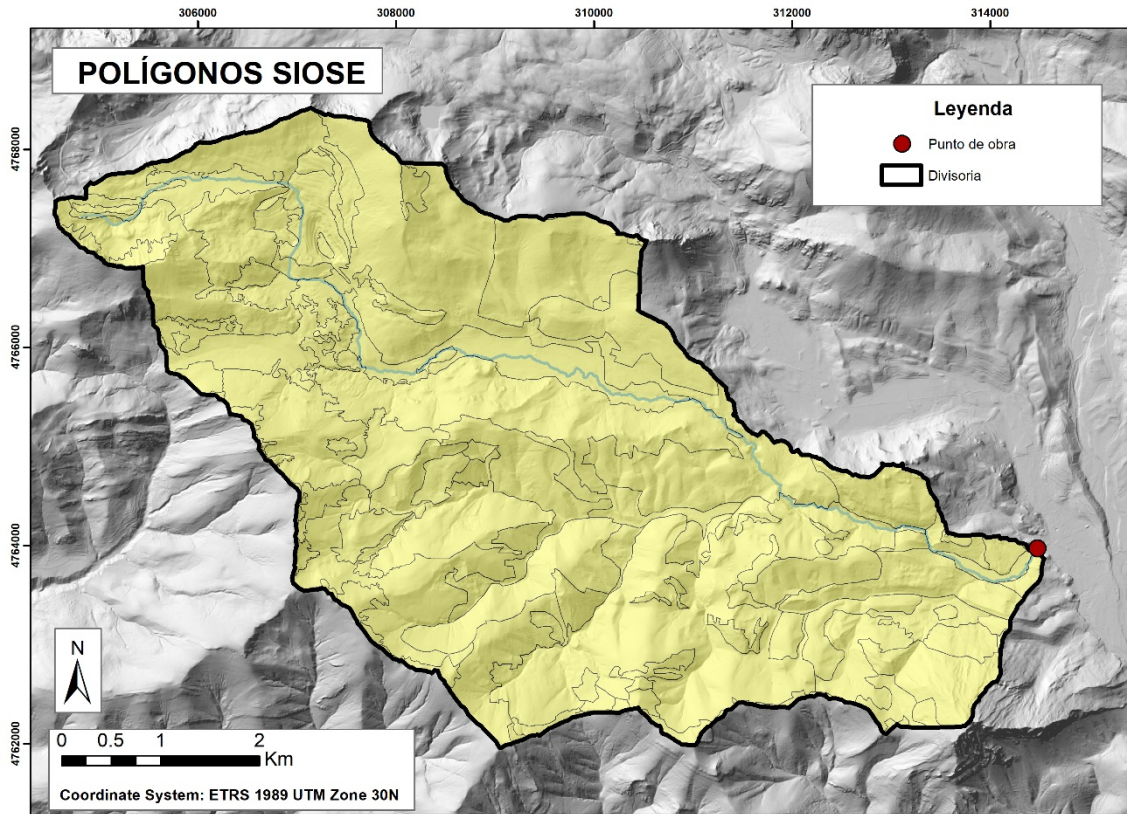 306000 308000 310000 312000 314000
POLÍGONOS SIOSE
Leyenda
Punto de obra
Divisoria
4768000
4766000
4764000
4762000
N
0 0.5 1 2
Km
Coordinate System: ETRS 1989 UTM Zone 30N